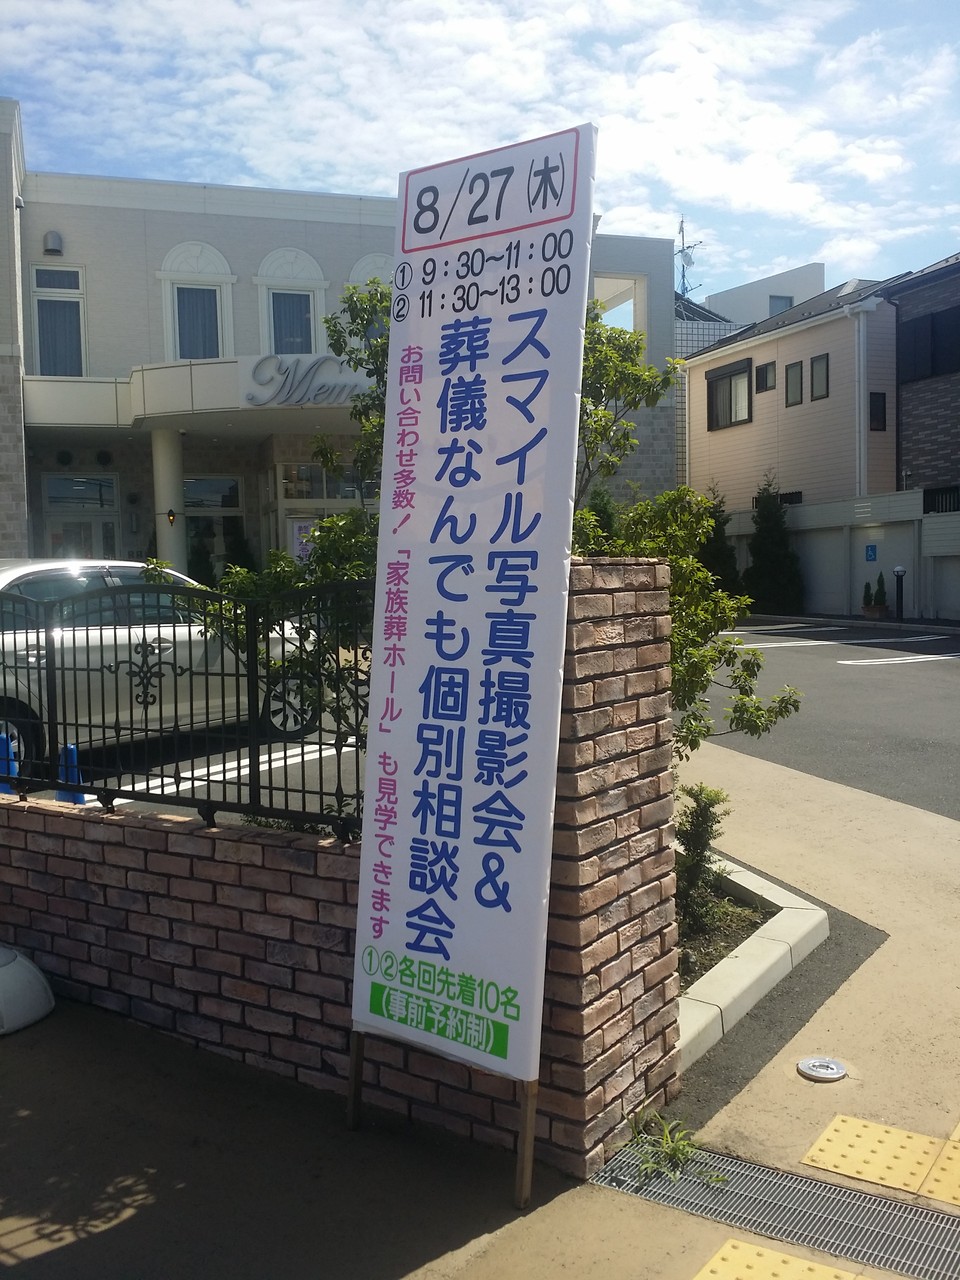 8/27(木)
① 9:30～11:00
② 11:30～13:00
スマイル写真撮影会&
葬儀なんでも個別相談会
お問い合わせ多数!「家族葬ホール」も見学できます
①②各回先着10名
(事前予約制)
Mem